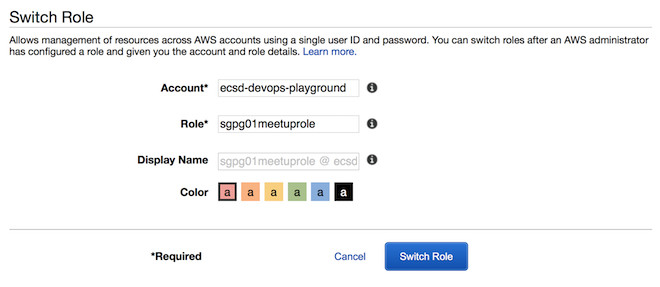 Switch Role
Allows management of resources across AWS accounts using a single user ID and password. You can switch roles after an AWS administrator
has configured a role and given you the account and role details. Learn more.
Account* ecsd-devops-playground i
Role* sgpg01meetuprole i
Display Name sgpg01meetuprole @ ecsd i
Color a a a a a a
*Required Cancel Switch Role